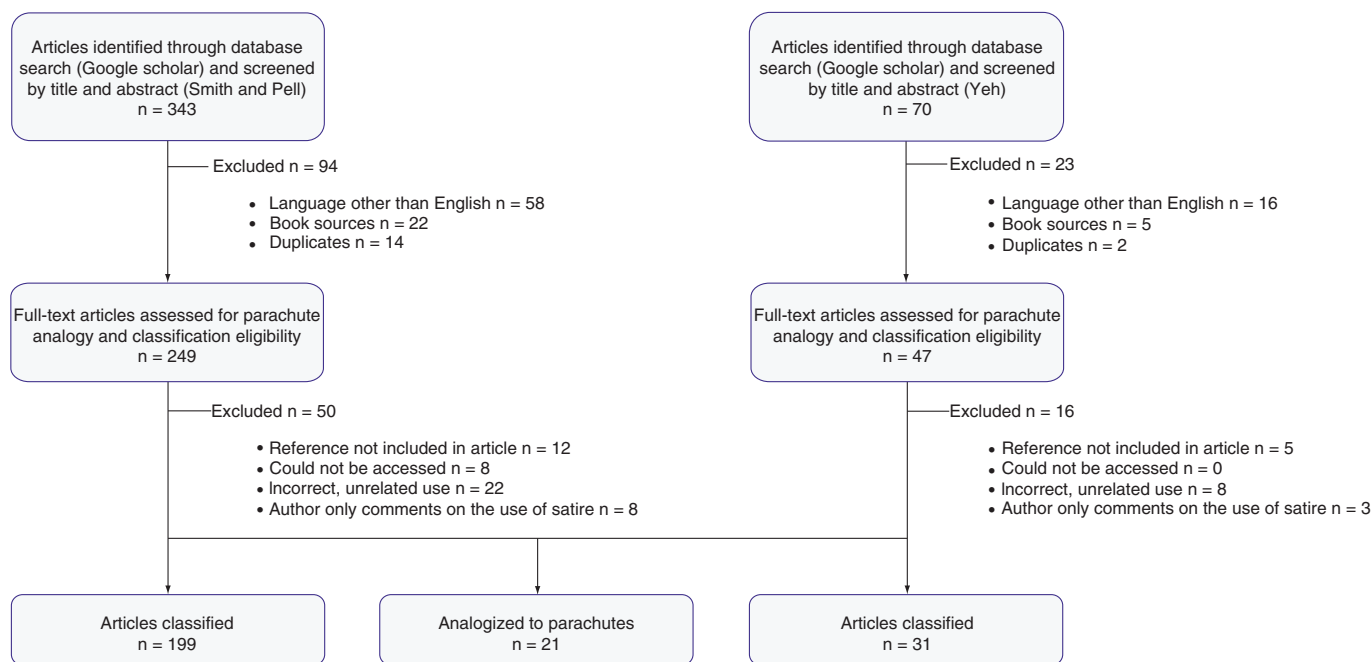 Articles identified through database
search (Google scholar) and screened
by title and abstract (Smith and Pell)
n = 343
Excluded n = 94
• Language other than English n = 58
• Book sources n = 22
• Duplicates n = 14
Full-text articles assessed for parachute
analogy and classification eligibility
n = 249
Excluded n = 50
• Reference not included in article n = 12
• Could not be accessed n = 8
• Incorrect, unrelated use n = 22
• Author only comments on the use of satire n = 8
Articles classified
n = 199
Analogized to parachutes
n = 21
Articles identified through database
search (Google scholar) and screened
by title and abstract (Yeh)
n = 70
Excluded n = 23
• Language other than English n = 16
• Book sources n = 5
• Duplicates n = 2
Full-text articles assessed for parachute
analogy and classification eligibility
n = 47
Excluded n = 16
• Reference not included in article n = 5
• Could not be accessed n = 0
• Incorrect, unrelated use n = 8
• Author only comments on the use of satire n = 3
Articles classified
n = 31